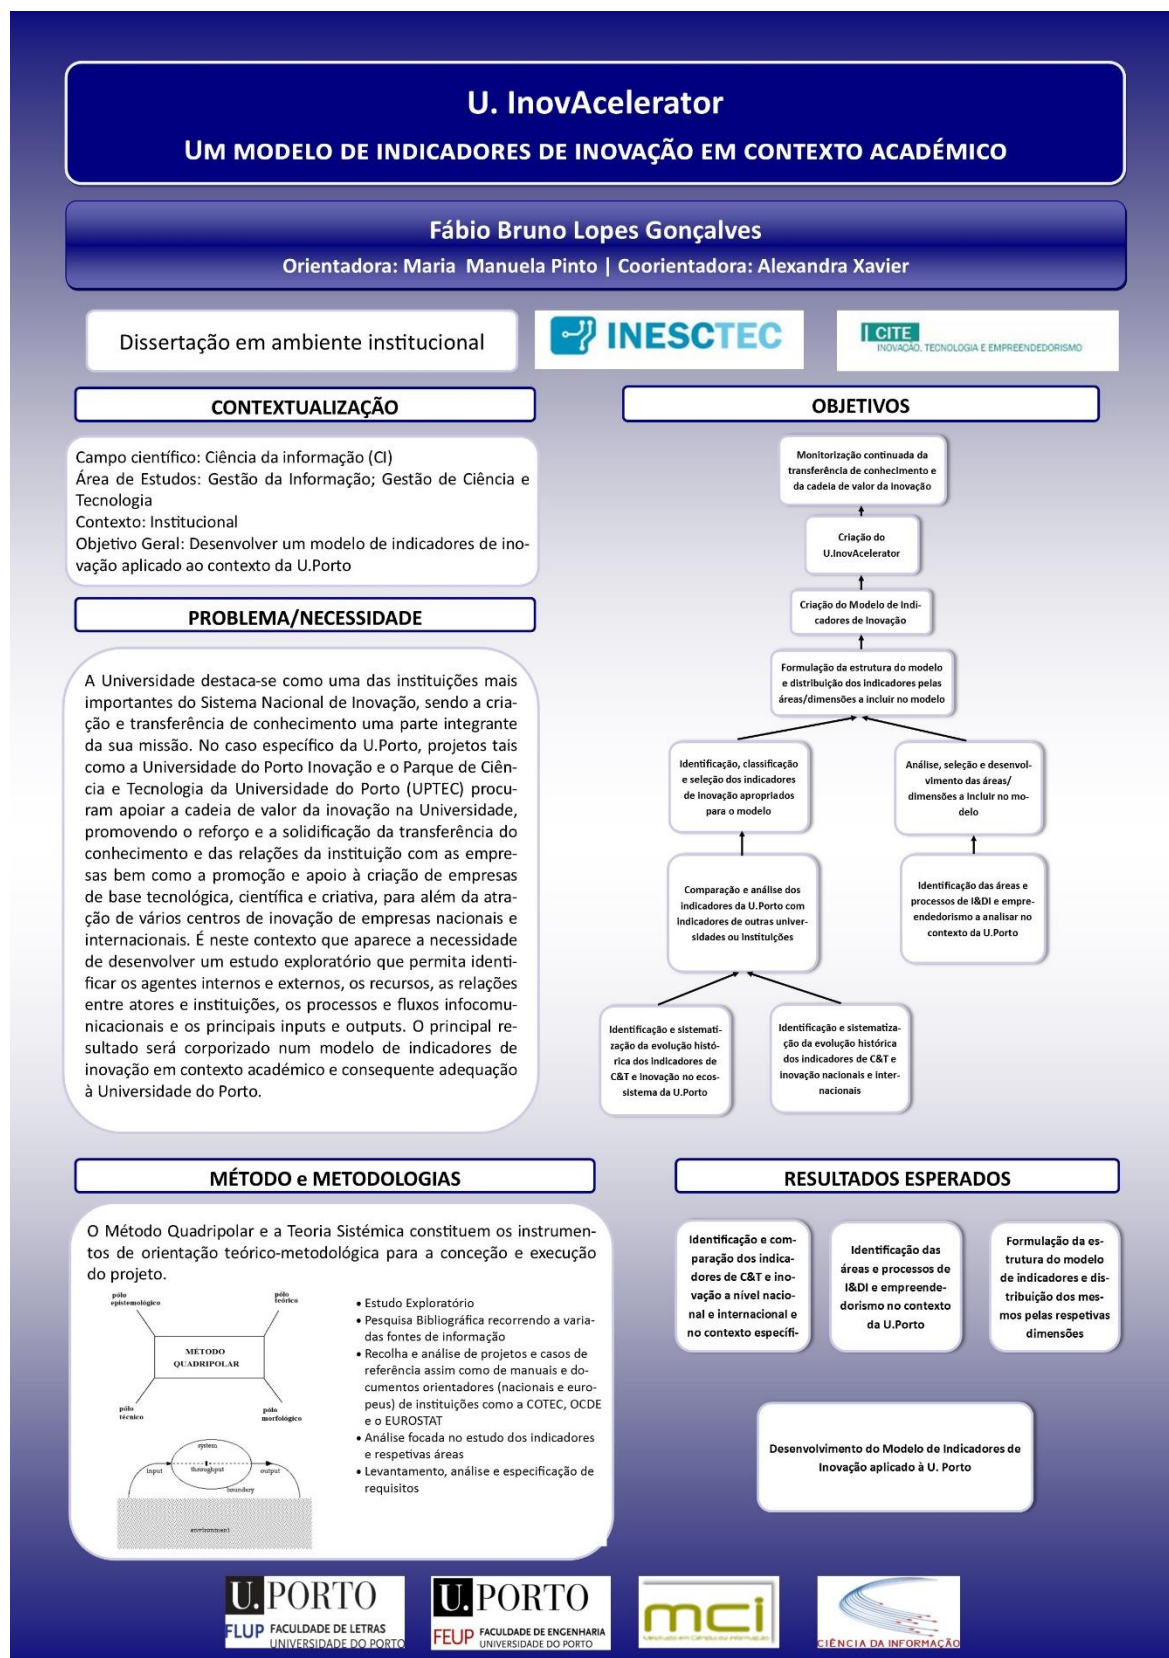 U. InovAcelerator
UM MODELO DE INDICADORES DE INOVAÇÃO EM CONTEXTO ACADÉMICO
Fábio Bruno Lopes Gonçalves
Orientadora: Maria Manuela Pinto | Coorientadora: Alexandra Xavier
Dissertação em ambiente institucional
INESCTEC
CITE
INOVAÇÃO, TECNOLOGIA E EMPREENDEDORISMO
CONTEXTUALIZAÇÃO
Campo científico: Ciência da informação (CI)
Área de Estudos: Gestão da Informação; Gestão de Ciência e
Tecnologia
Contexto: Institucional
Objetivo Geral: Desenvolver um modelo de indicadores de ino-
vação aplicado ao contexto da U.Porto
PROBLEMA/NECESSIDADE
A Universidade destaca-se como uma das instituições mais
importantes do Sistema Nacional de Inovação, sendo a cria-
ção e transferência de conhecimento uma parte integrante
da sua missão. No caso específico da U.Porto, projetos tais
como a Universidade do Porto Inovação e o Parque de Ciên-
cia e Tecnologia da Universidade do Porto (UPTEC) procu-
ram apoiar a cadeia de valor da inovação na Universidade,
promovendo o reforço e a solidificação da transferência do
conhecimento e das relações da instituição com as empre-
sas bem como a promoção e apoio à criação de empresas
de base tecnológica, científica e criativa, para além da atra-
ção de vários centros de inovação de empresas nacionais e
internacionais. É neste contexto que aparece a necessidade
de desenvolver um estudo exploratório que permita identi-
ficar os agentes internos e externos, os recursos, as relações
entre atores e instituições, os processos e fluxos infocomu-
nicacionais e os principais inputs e outputs. O principal re-
sultado será corporizado num modelo de indicadores de
inovação em contexto académico e consequente adequação
à Universidade do Porto.
OBJETIVOS
Monitorização continuada da
transferência de conhecimento e
da cadeia de valor da inovação
Criação do
U.InovAcelerator
Criação do Modelo de Indi-
cadores de Inovação
Formulação da estrutura do modelo
e distribuição dos indicadores pelas
áreas/dimensões a incluir no modelo
Identificação, classificação
e seleção dos indicadores
de inovação apropriados
para o modelo
Análise, seleção e desenvol-
vimento das áreas/
dimensões a incluir no mo-
delo
Comparação e análise dos
indicadores da U.Porto com
indicadores de outras univer-
sidades ou Instituições
Identificação das áreas e
processos de I&DI e empre-
endedorismo a analisar no
contexto da U.Porto
Identificação e sistemati-
zação da evolução histó-
rica dos indicadores de
C&T e inovação no ecos-
sistema da U.Porto
Identificação e sistematiza-
ção da evolução histórica
dos indicadores de C&T e
inovação nacionais e inter-
nacionais
MÉTODO e METODOLOGIAS
O Método Quadripolar e a Teoria Sistémica constituem os instrumen-
tos de orientação teórico-metodológica para a conceção e execução
do projeto.
pólo
epistemológico
pólo
teórico
MÉTODO
QUADRIPOLAR
pólo
técnico
pólo
morfológico
system
input
throughput
output
boundary
environment
• Estudo Exploratório
• Pesquisa Bibliográfica recorrendo a varia-
das fontes de informação
• Recolha e análise de projetos e casos de
referência assim como de manuais e do-
cumentos orientadores (nacionais e euro-
peus) de instituições como a COTEC, OCDE
e o EUROSTAT
• Análise focada no estudo dos indicadores
e respetivas áreas
• Levantamento, análise e especificação de
requisitos
RESULTADOS ESPERADOS
Identificação e com-
paração dos indica-
dores de C&T e ino-
vação a nível nacio-
nal e internacional e
no contexto específi-
Identificação das
áreas e processos de
I&DI e empreende-
dorismo no contexto
da U.Porto
Formulação da es-
trutura do modelo
de indicadores e dis-
tribuição dos mes-
mos pelas respetivas
dimensões
Desenvolvimento do Modelo de Indicadores de
Inovação aplicado à U. Porto
U.PORTO
FLUP FACULDADE DE LETRAS
UNIVERSIDADE DO PORTO
U.PORTO
FEUP FACULDADE DE ENGENHARIA
UNIVERSIDADE DO PORTO
mci
Mestrado em Ciência da Informação
CIÊNCIA DA INFORMAÇÃO